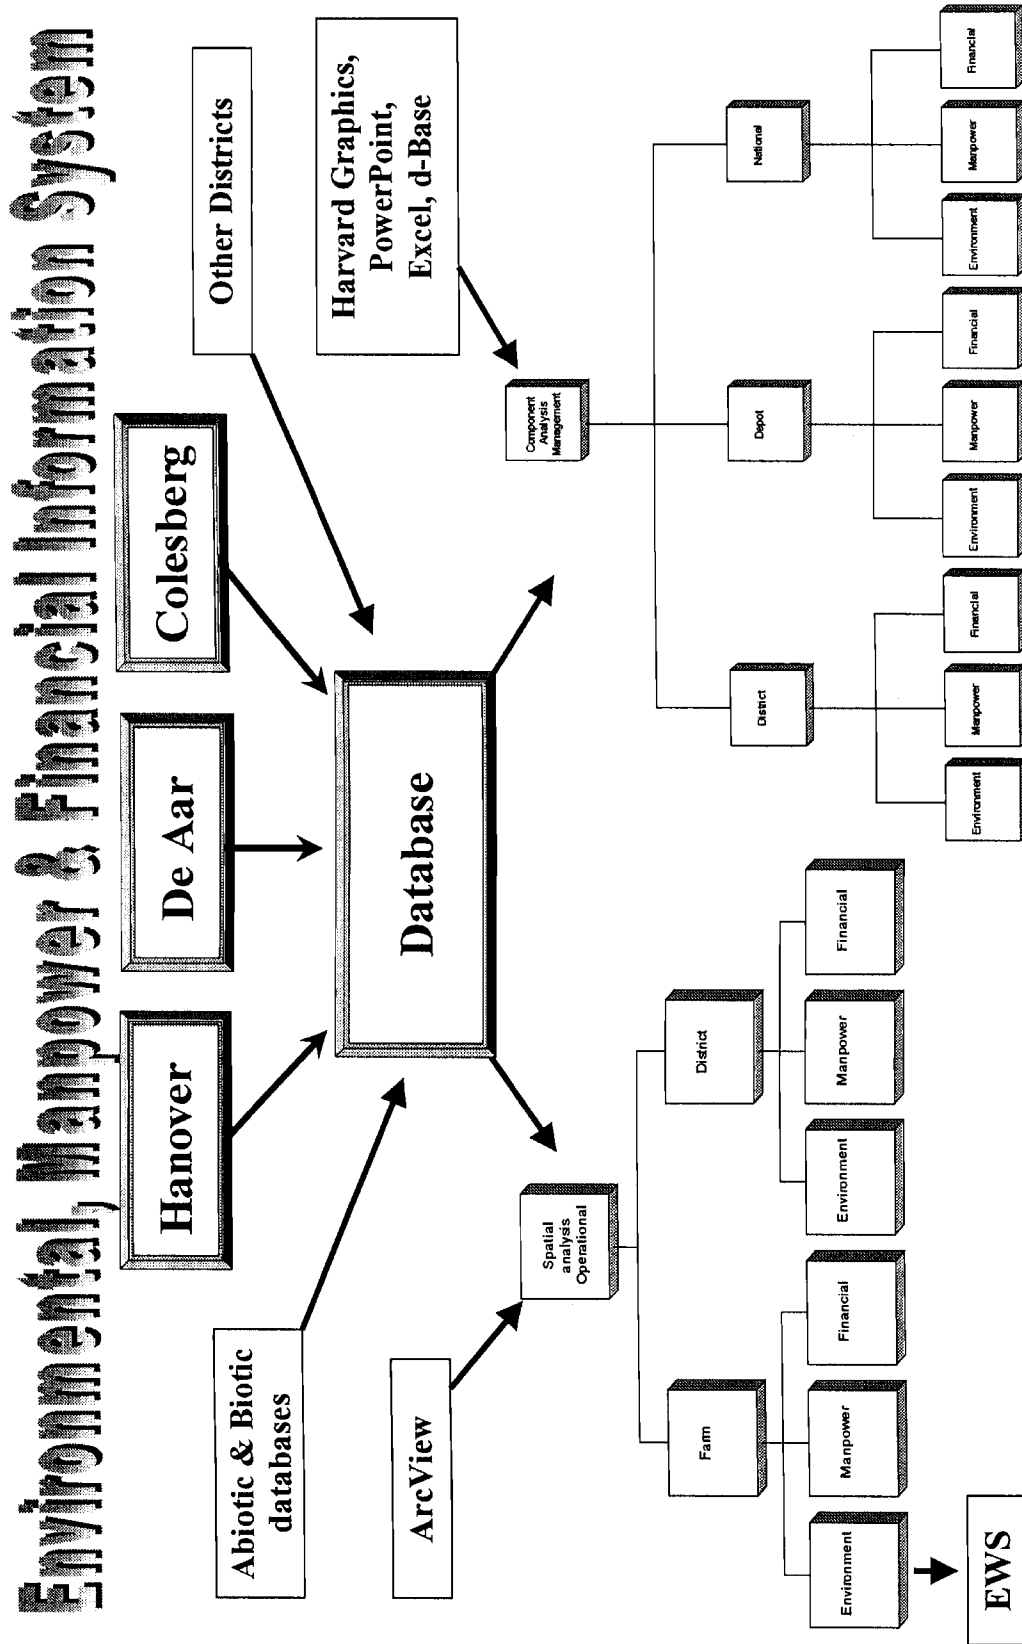 Environmental, Manpower & Financial Information System
Hanover
De Aar
Colesberg
Other Districts
Abiotic & Biotic
databases
Database
Harvard Graphics,
PowerPoint,
Excel, d-Base
ArcView
Spatial
analysis
Operational
Component
Analysis
Management
Farm
District
District
Depot
National
Environment
Manpower
Financial
Environment
Manpower
Financial
Environment
Manpower
Financial
Environment
Manpower
Financial
Environment
Manpower
Financial
EWS